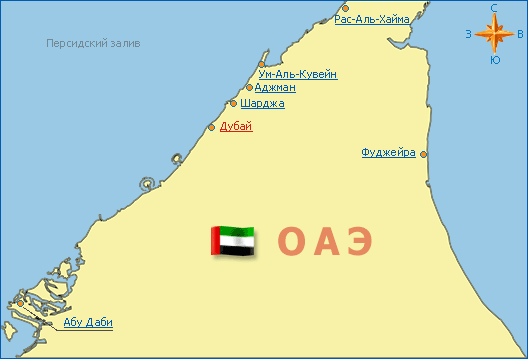 С
Рас-Аль-Хайма
З
В
Персидский залив
Ю
Ум-Аль-Кувейн
Аджман
Шарджа
Дубай
Фуджейра
ОАЭ
Абу Даби